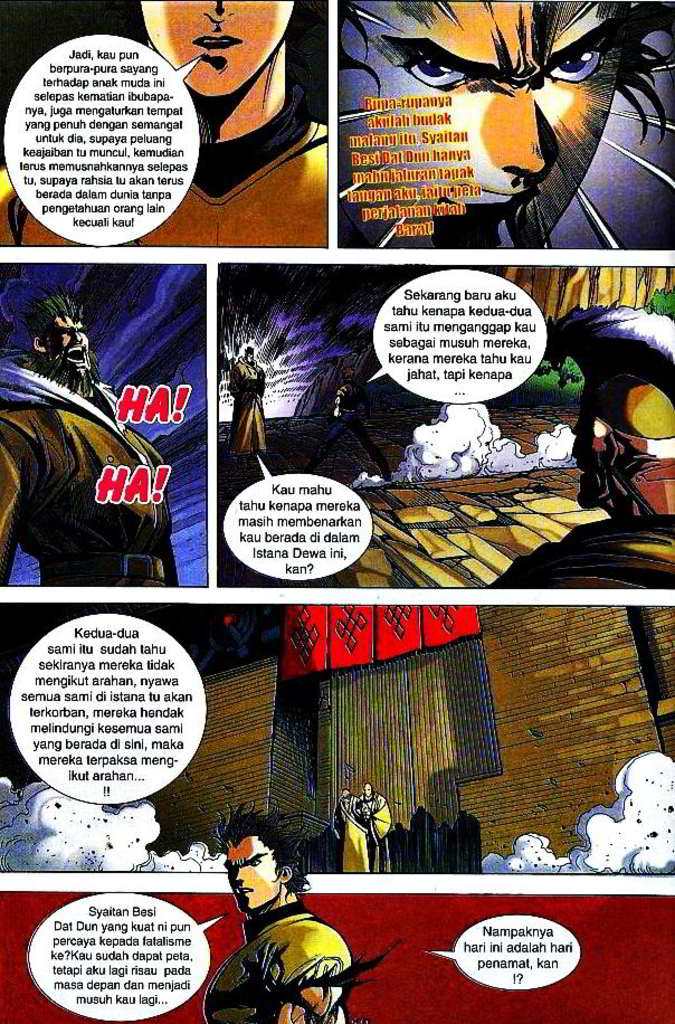 Jadi, kau pun
berpura-pura sayang
terhadap anak muda ini
selepas kematian ibubapa-
nya, juga mengaturkan tempat
yang penuh dengan semangat
untuk dia, supaya peluang
keajaiban tu muncul, kemudian
terus memusnahkannya selepas
tu, supaya rahsia tu akan terus
berada dalam dunia tanpa
pengetahuan orang lain
kecuali kau!
Rupa-rupanya
akulah budak
malang itu, Syaitan
Besi Dat Dun hanya
mahu
tangan aku, iaitu peta
perjalanan kitab
Barat!
HA!
HA!
Sekarang baru aku
tahu kenapa kedua-dua
sami itu menganggap kau
sebagai musuh mereka,
kerana mereka tahu kau
jahat, tapi kenapa
...
Kau mahu
tahu kenapa mereka
masih membenarkan
kau berada di dalam
Istana Dewa ini,
kan?
Kedua-dua
sami itu sudah tahu
sekiranya mereka tidak
mengikut arahan, nyawa
semua sami di istana tu akan
terkorban, mereka hendak
melindungi kesemua sami
yang berada di sini, maka
mereka terpaksa meng-
ikut arahan...
!!
Syaitan Besi
Dat Dun yang kuat ni pun
percaya kepada fatalisme
ke?Kau sudah dapat peta,
tetapi aku lagi risau pada
masa depan dan menjadi
musuh kau lagi...
Nampaknya
hari ini adalah hari
penamat, kan
!?